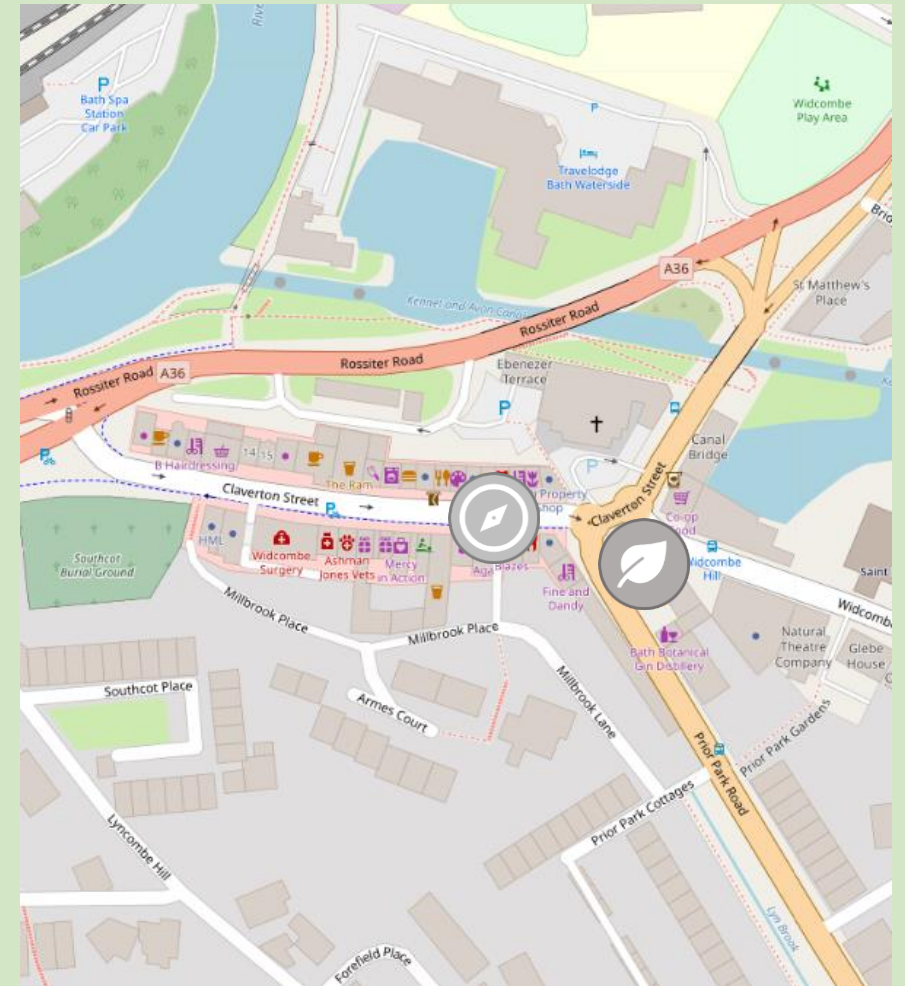 P
Bath Spa
Station
Car Park
Widcombe
Play Area
P
Travelodge
Bath Waterside
A36
St Matthew's
Place
Kennet and Avon Canal
Rossiter Road
Rossiter Road
Rossiter Road
A36
Ebenezer
Terrace
P
P
Canal
Bridge
B Hairdressing
14-15
The Ram
Claverton Street
Claverton Street
Property
HML
Widcombe
Surgery
Ashman
Jones Vets
Mercy
in Action
Blazes
Co-op
Widcombe
Hill
Saint
Fine and
Dandy
Southcot
Burial Ground
Millbrook Place
Millbrook Place
Bath Botanical
Gin Distillery
Natural
Theatre
Company
Glebe
House
Southcot Place
Armes Court
Millbrook Lane
Prior Park Road
Prior Park Gardens
Prior Park Cottages
Lyncombe Hill
Lyn Brook
Forefield Place